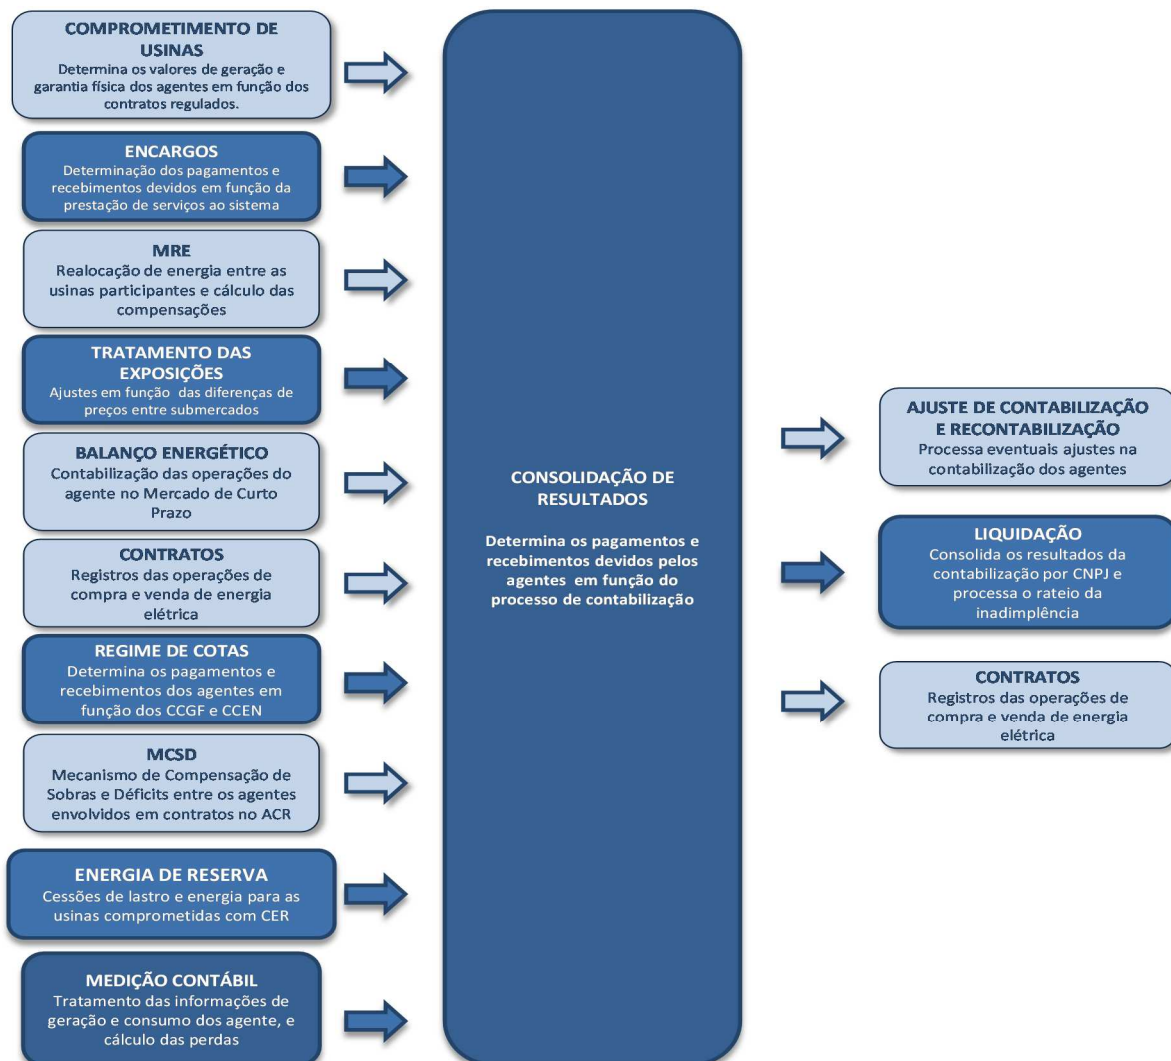 COMPROMETIMENTO DE
USINAS
Determina os valores de geração e
garantia física dos agentes em função dos
contratos regulados.
ENCARGOS
Determinação dos pagamentos e
recebimentos devidos em função da
prestação de serviços ao sistema
MRE
Realocação de energia entre as
usinas participantes e cálculo das
compensações
TRATAMENTO DAS
EXPOSIÇÕES
Ajustes em função das diferenças de
preços entre submercados
BALANÇO ENERGÉTICO
Contabilização das operações do
agente no Mercado de Curto
Prazo
CONTRATOS
Registros das operações de
compra e venda de energia
elétrica
REGIME DE COTAS
Determina os pagamentos e
recebimentos dos agentes em
função dos CCGF e CCEN
MCSD
Mecanismo de Compensação de
Sobras e Déficits entre os agentes
envolvidos em contratos no ACR
ENERGIA DE RESERVA
Cessões de lastro e energia para as
usinas comprometidas com CER
MEDIÇÃO CONTÁBIL
Tratamento das informações de
geração e consumo dos agente, e
cálculo das perdas
CONSOLIDAÇÃO DE
RESULTADOS
Determina os pagamentos e
recebimentos devidos pelos
agentes em função do
processo de contabilização
AJUSTE DE CONTABILIZAÇÃO
E RECONTABILIZAÇÃO
Processa eventuais ajustes na
contabilização dos agentes
LIQUIDAÇÃO
Consolida os resultados da
contabilização por CNPJ e
processa o rateio da
inadimplência
CONTRATOS
Registros das operações de
compra e venda de energia
elétrica